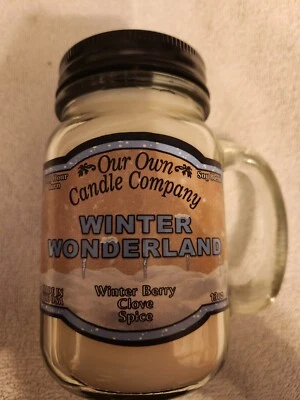 Our Own
Candle Company
WINTER
WONDERLAND
Winter Berry
Clove
Spice